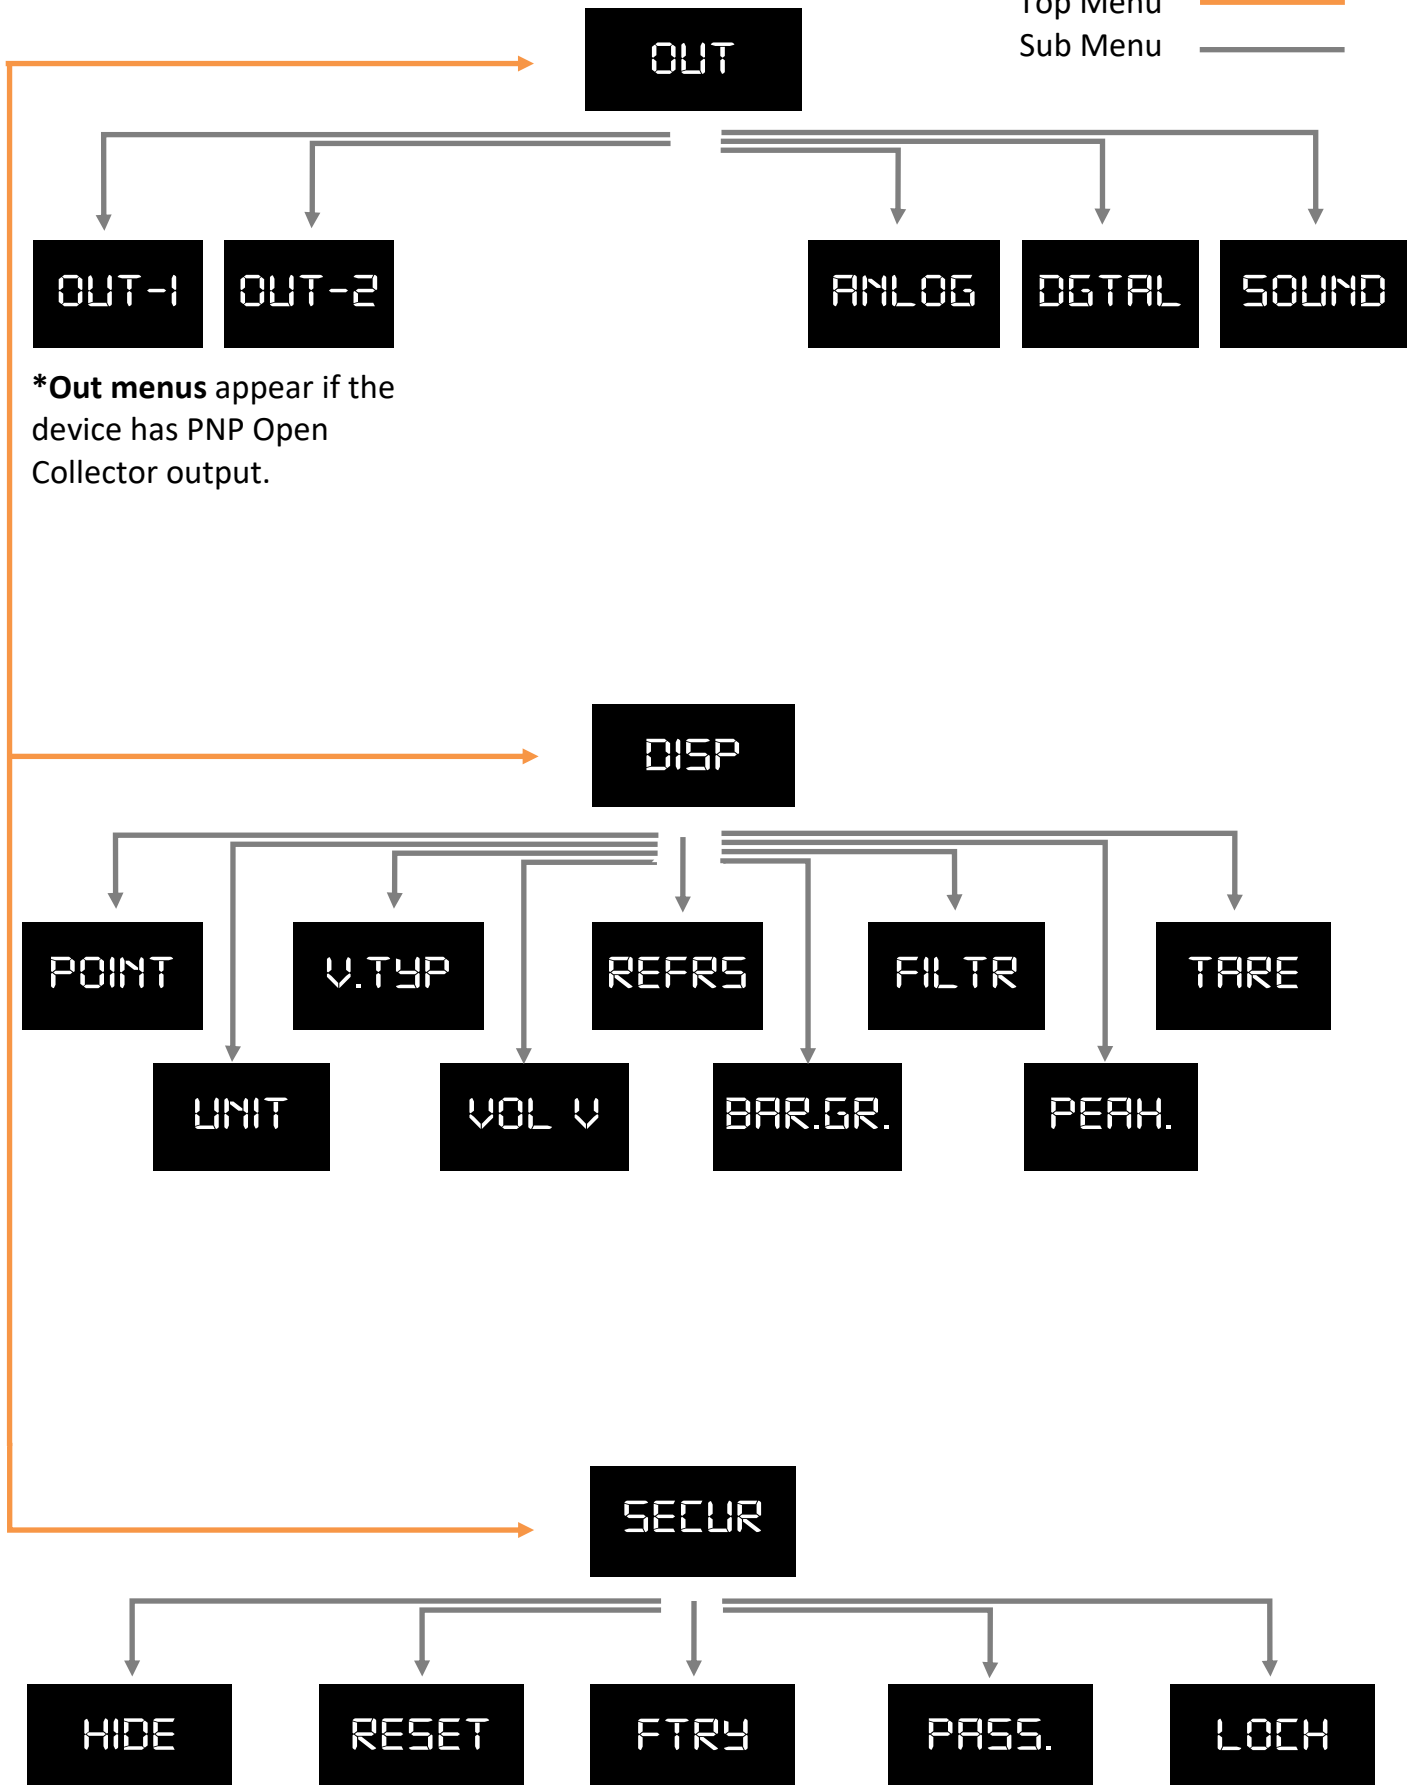 Top Menu
Sub Menu
OUT
OUT-1 OUT-2 ANLOG DGTAL SOUND
*Out menus appear if the
device has PNP Open
Collector output.
DISP
POINT V.TYP REFRS FILTR TARE
UNIT VOL V BAR.GR. PEAH.
SECUR
HIDE RESET FTRY PASS. LOCH